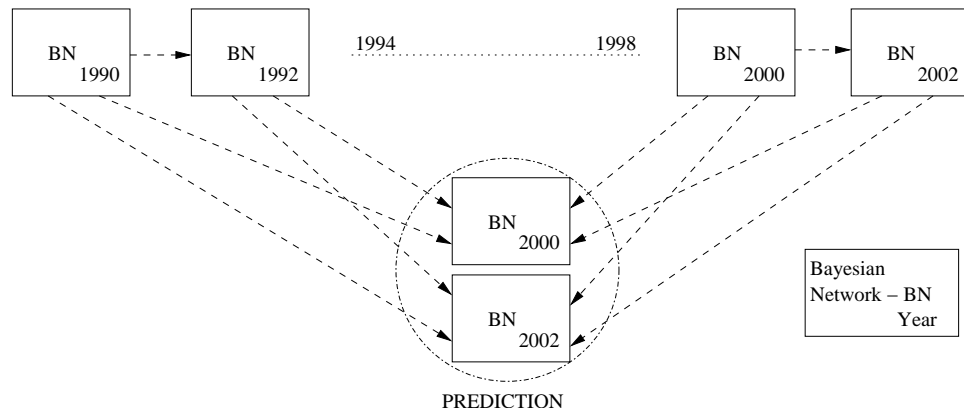 BN
1990
BN
1992
1994
1998
BN
2000
BN
2002
BN
2000
BN
2002
PREDICTION
Bayesian
Network – BN
Year